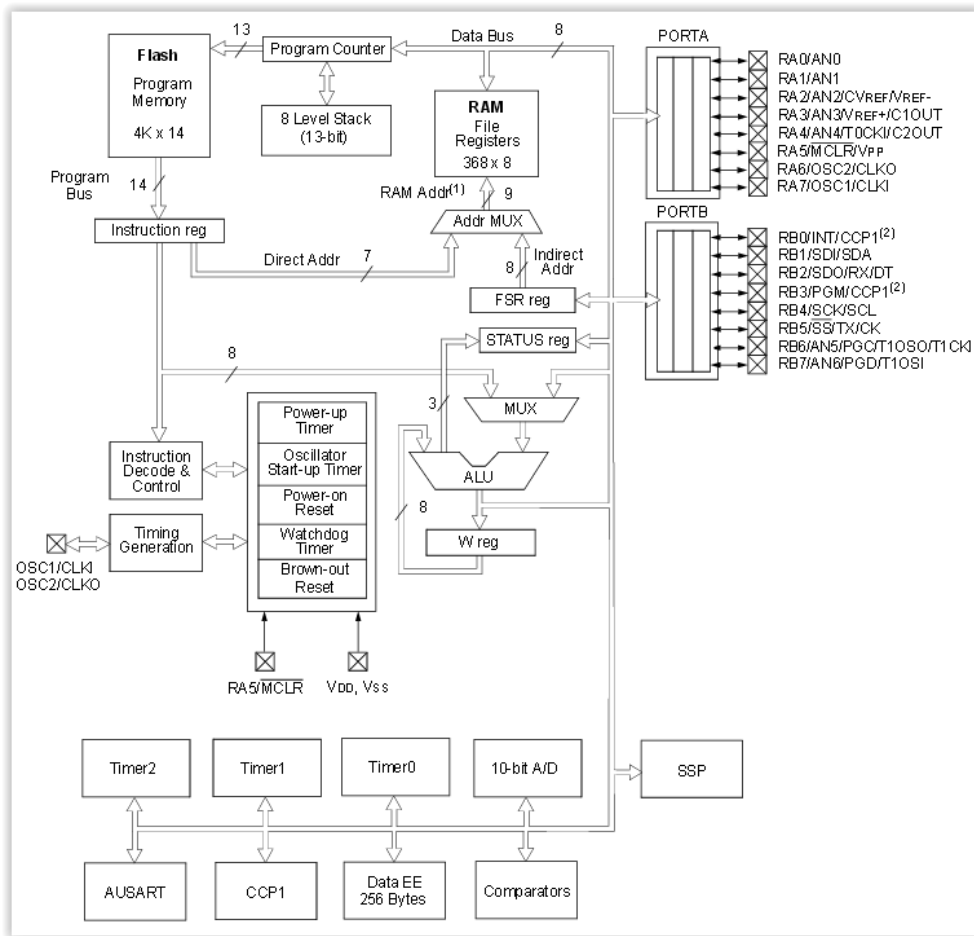 Flash
Program
Memory
4K x 14
13
Program Counter
8 Level Stack
(13-bit)
Data Bus
8
RAM
File
Registers
368 x 8
Program
Bus
14
RAM Addr(1)
9
Addr MUX
Instruction reg
Direct Addr
7
Indirect
Addr
8
FSR reg
STATUS reg
8
3
MUX
Power-up
Timer
Oscillator
Start-up Timer
Power-on
Reset
Watchdog
Timer
Brown-out
Reset
Instruction
Decode &
Control
Timing
Generation
OSC1/CLKI
OSC2/CLKO
ALU
8
W reg
RA5/MCLR
VDD, VSS
PORTA
RA0/AN0
RA1/AN1
RA2/AN2/CVREF/VREF-
RA3/AN3/VREF+/C1OUT
RA4/AN4/T0CKI/C2OUT
RA5/MCLR/VPP
RA6/OSC2/CLKO
RA7/OSC1/CLKI
PORTB
RB0/INT/CCP1(2)
RB1/SDI/SDA
RB2/SDO/RX/DT
RB3/PGM/CCP1(2)
RB4/SCK/SCL
RB5/SS/TX/CK
RB6/AN5/PGC/T1OSO/T1CKI
RB7/AN6/PGD/T1OSI
Timer2
Timer1
Timer0
10-bit A/D
SSP
AUSART
CCP1
Data EE
256 Bytes
Comparators